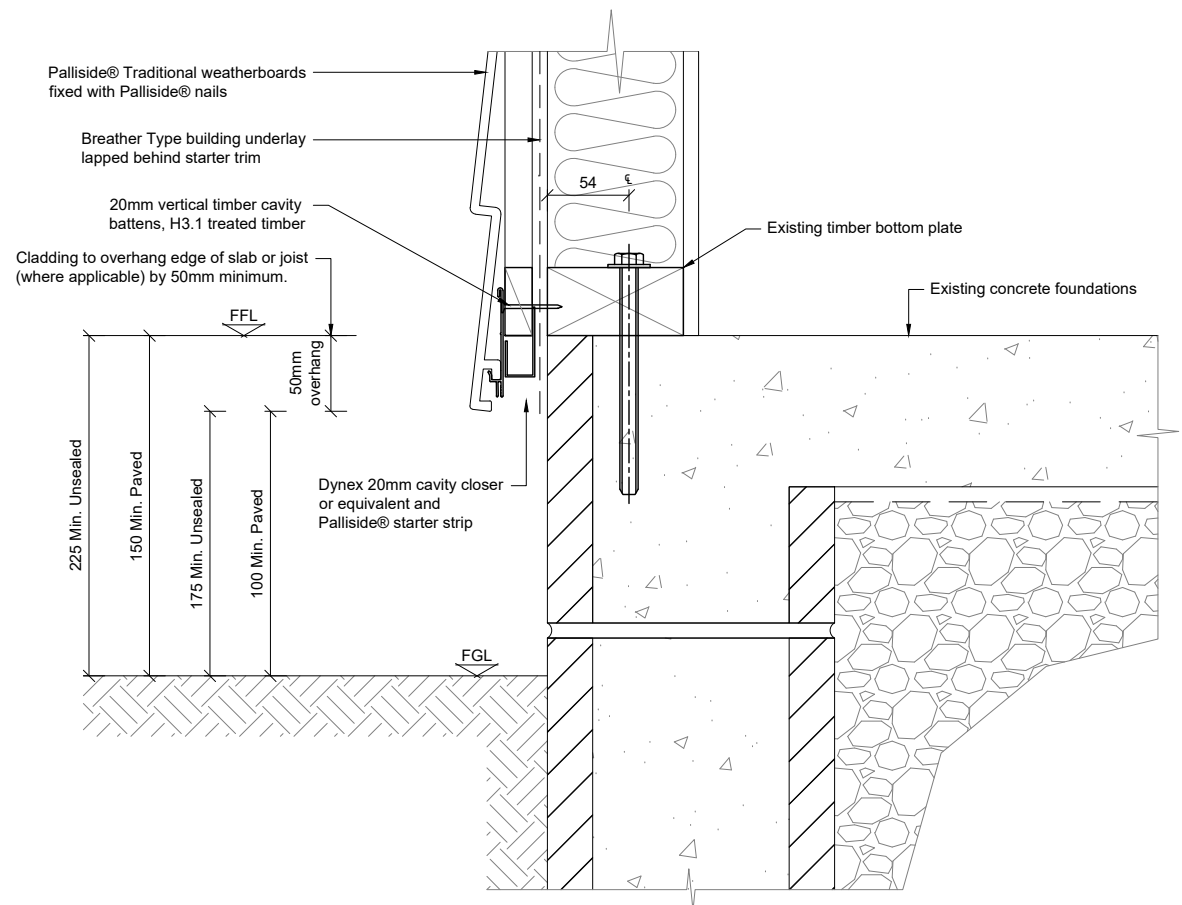 Palliside® Traditional weatherboards
fixed with Palliside® nails
Breather Type building underlay
lapped behind starter trim
54
℄
20mm vertical timber cavity
battens, H3.1 treated timber
Existing timber bottom plate
Cladding to overhang edge of slab or joist
(where applicable) by 50mm minimum.
Existing concrete foundations
FFL
50mm
overhang
225 Min. Unsealed
150 Min. Paved
175 Min. Unsealed
100 Min. Paved
Dynex 20mm cavity closer
or equivalent and
Palliside® starter strip
FGL